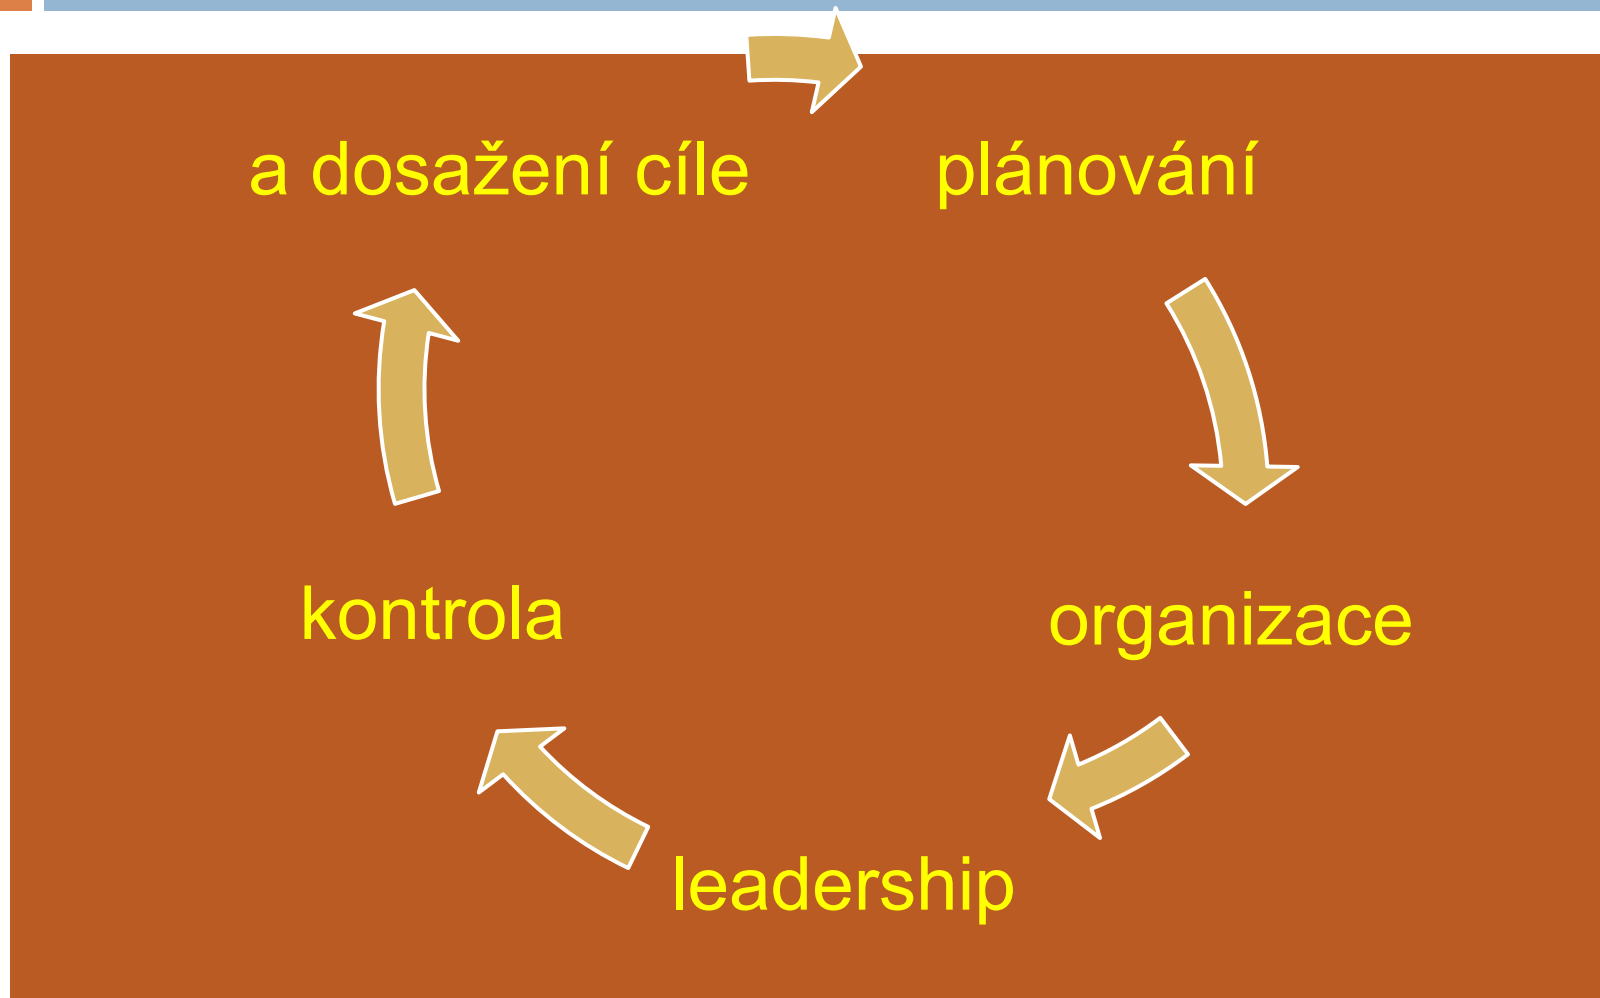 a dosažení cíle
plánování
kontrola
organizace
leadership